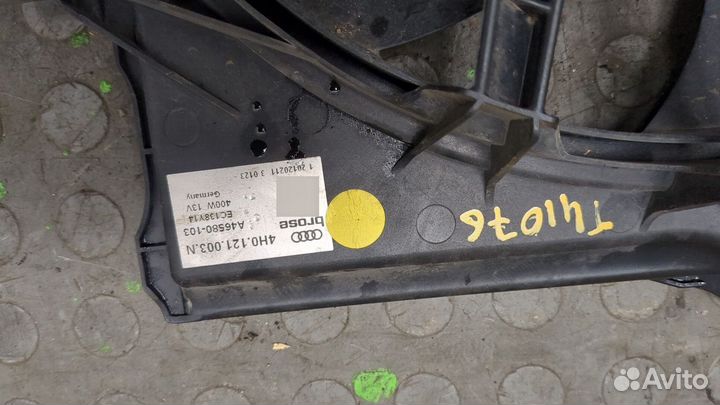 4H0.121.003.N
brose
A46580-103
EC138Y14
400W 13V
Germany
1 20120211 3 0123
T41076
Avito